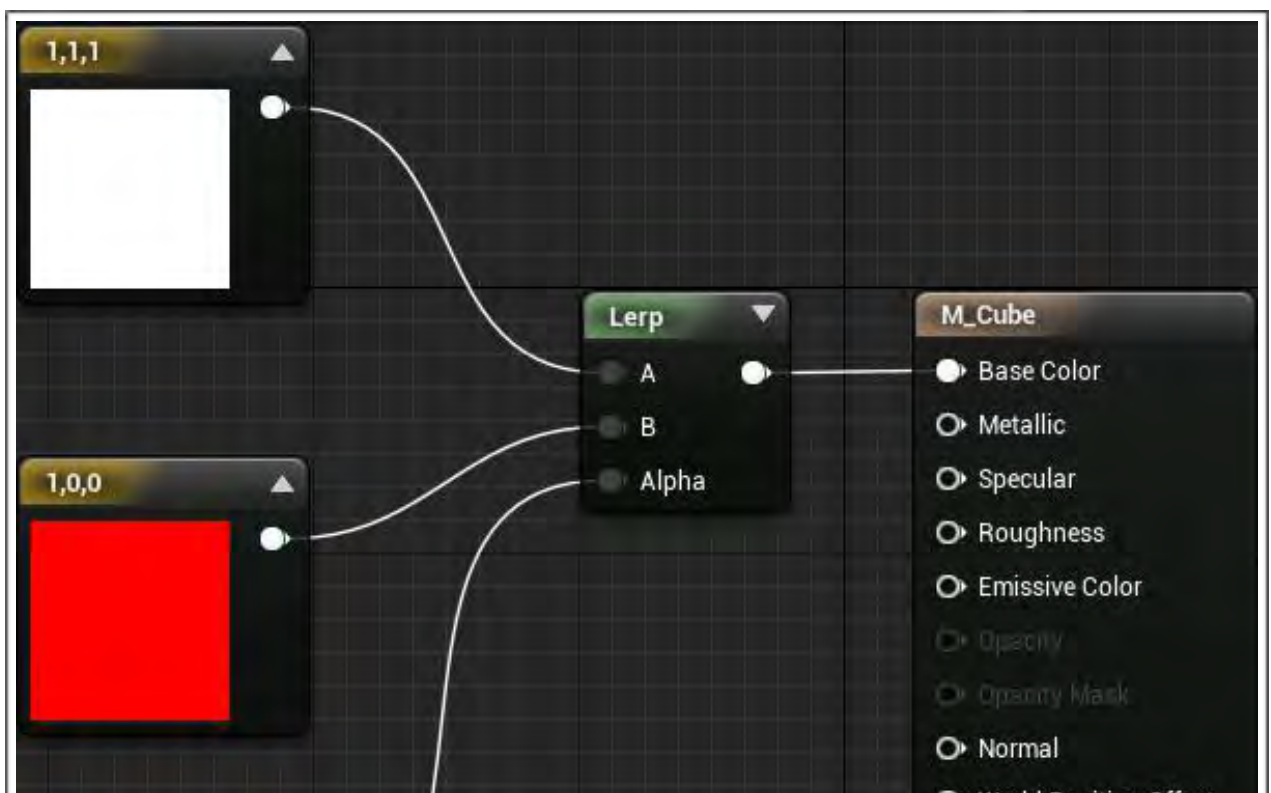 1,1,1
1,0,0
Lerp
A
B
Alpha
M_Cube
Base Color
Metallic
Specular
Roughness
Emissive Color
Opacity
Opacity Mask
Normal